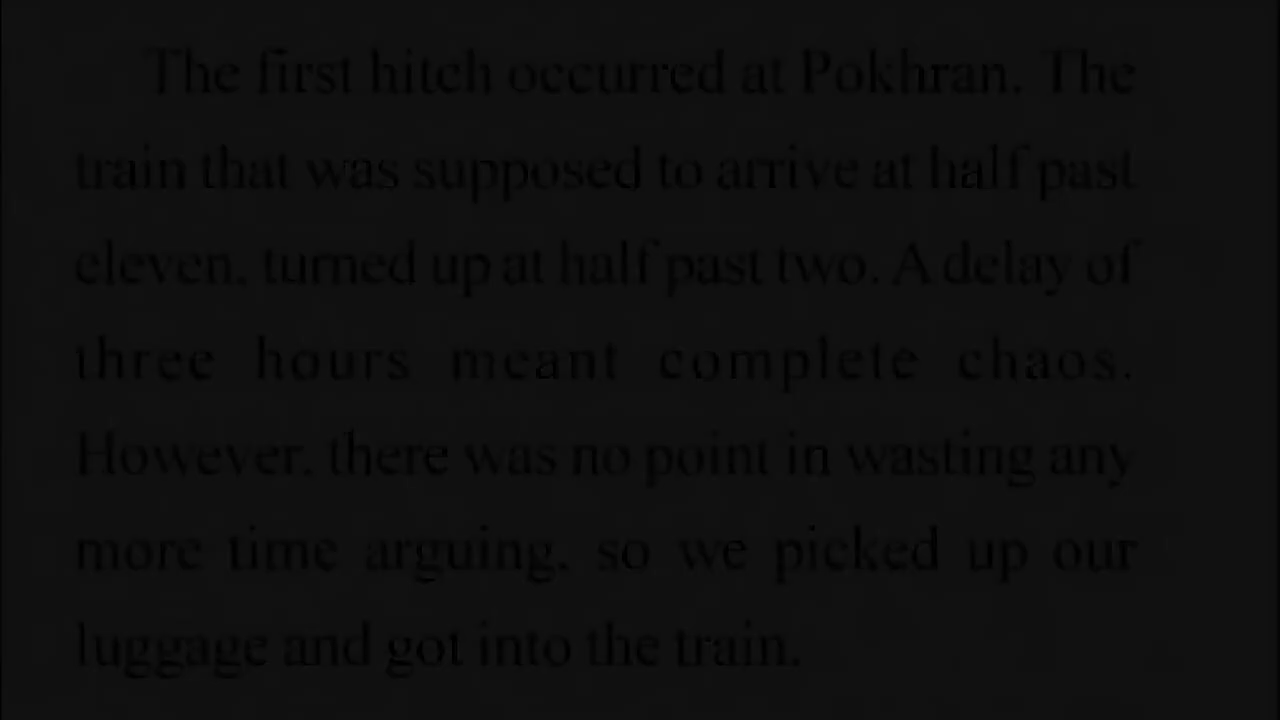 The first hitch occurred at Pokhran. The
train that was supposed to arrive at half past
eleven, turned up at half past two. A delay of
three hours meant complete chaos.
However, there was no point in wasting any
more time arguing, so we picked up our
luggage and got into the train.